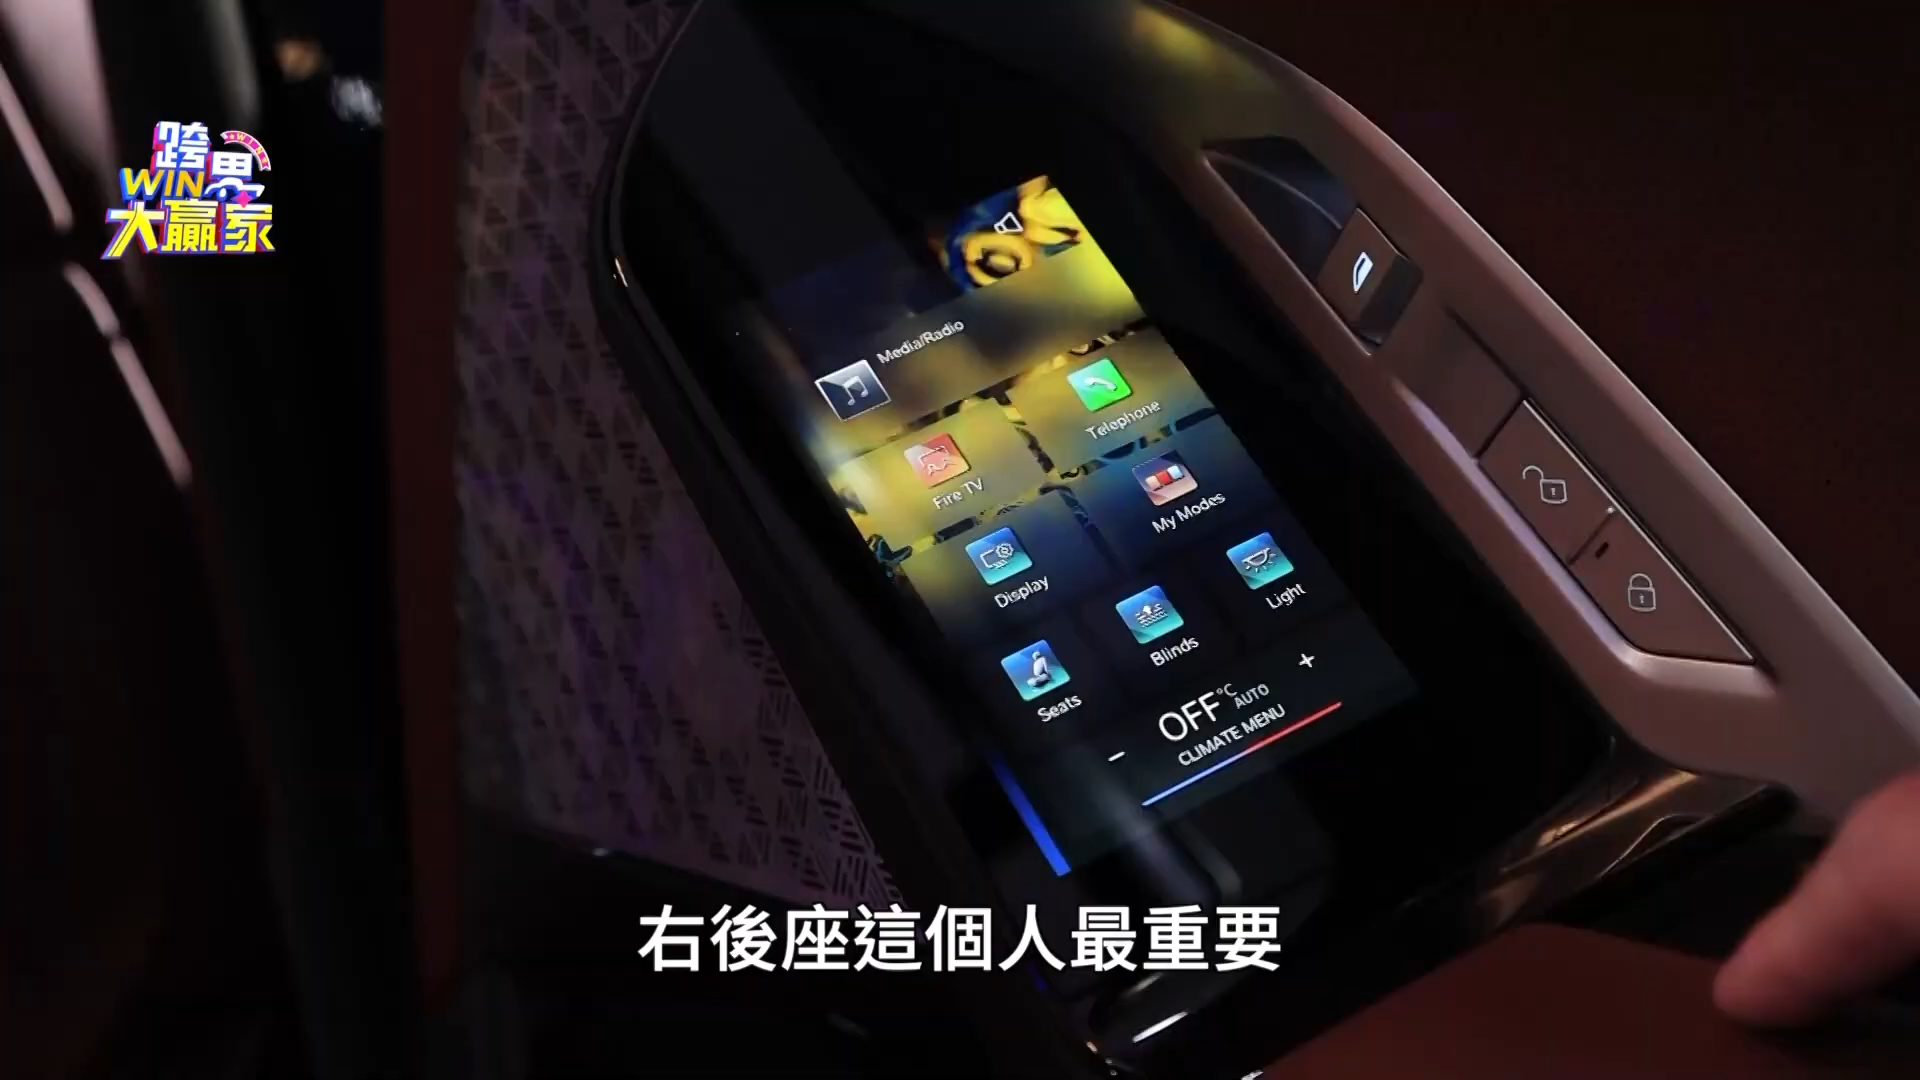 跨界
WINNER
WIN
大贏家
Media/Radio
Telephone
Fire TV
My Modes
Display
Light
Blinds
Seats
+
OFF°C
AUTO
−
CLIMATE MENU
右後座這個人最重要